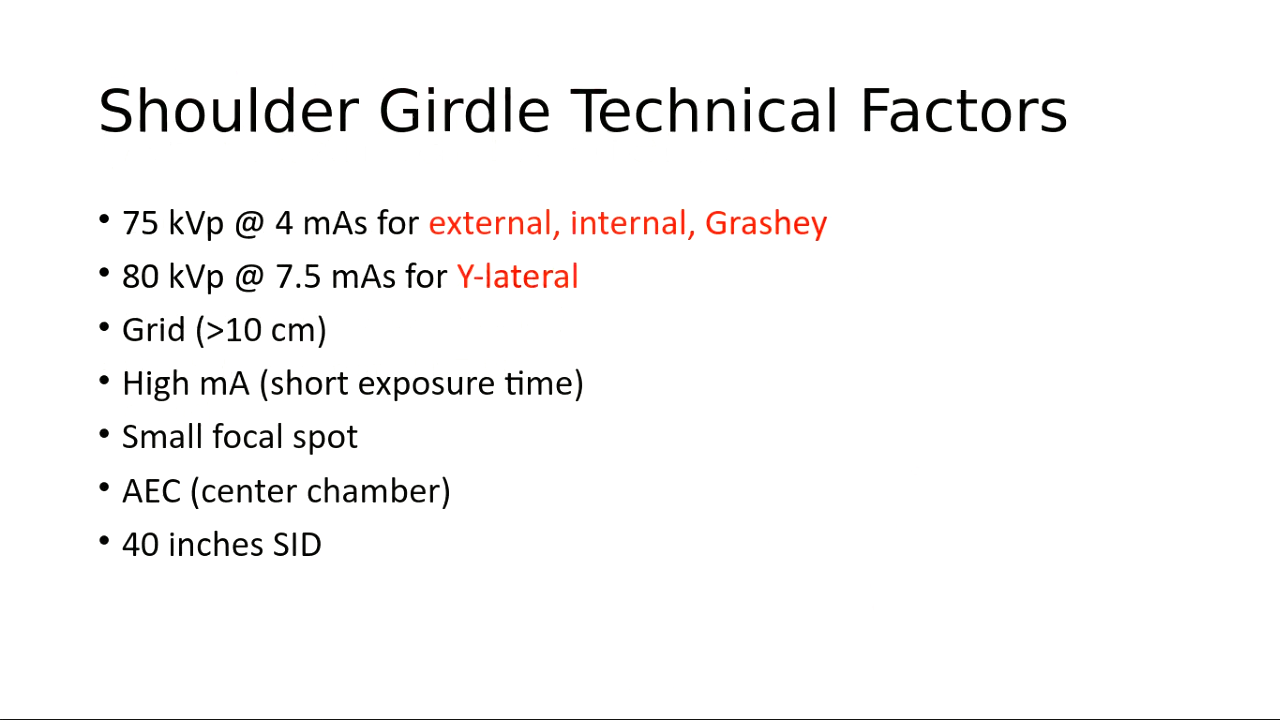 Shoulder Girdle Technical Factors
• 75 kVp @ 4 mAs for external, internal, Grashey
• 80 kVp @ 7.5 mAs for Y-lateral
• Grid (>10 cm)
• High mA (short exposure time)
• Small focal spot
• AEC (center chamber)
• 40 inches SID